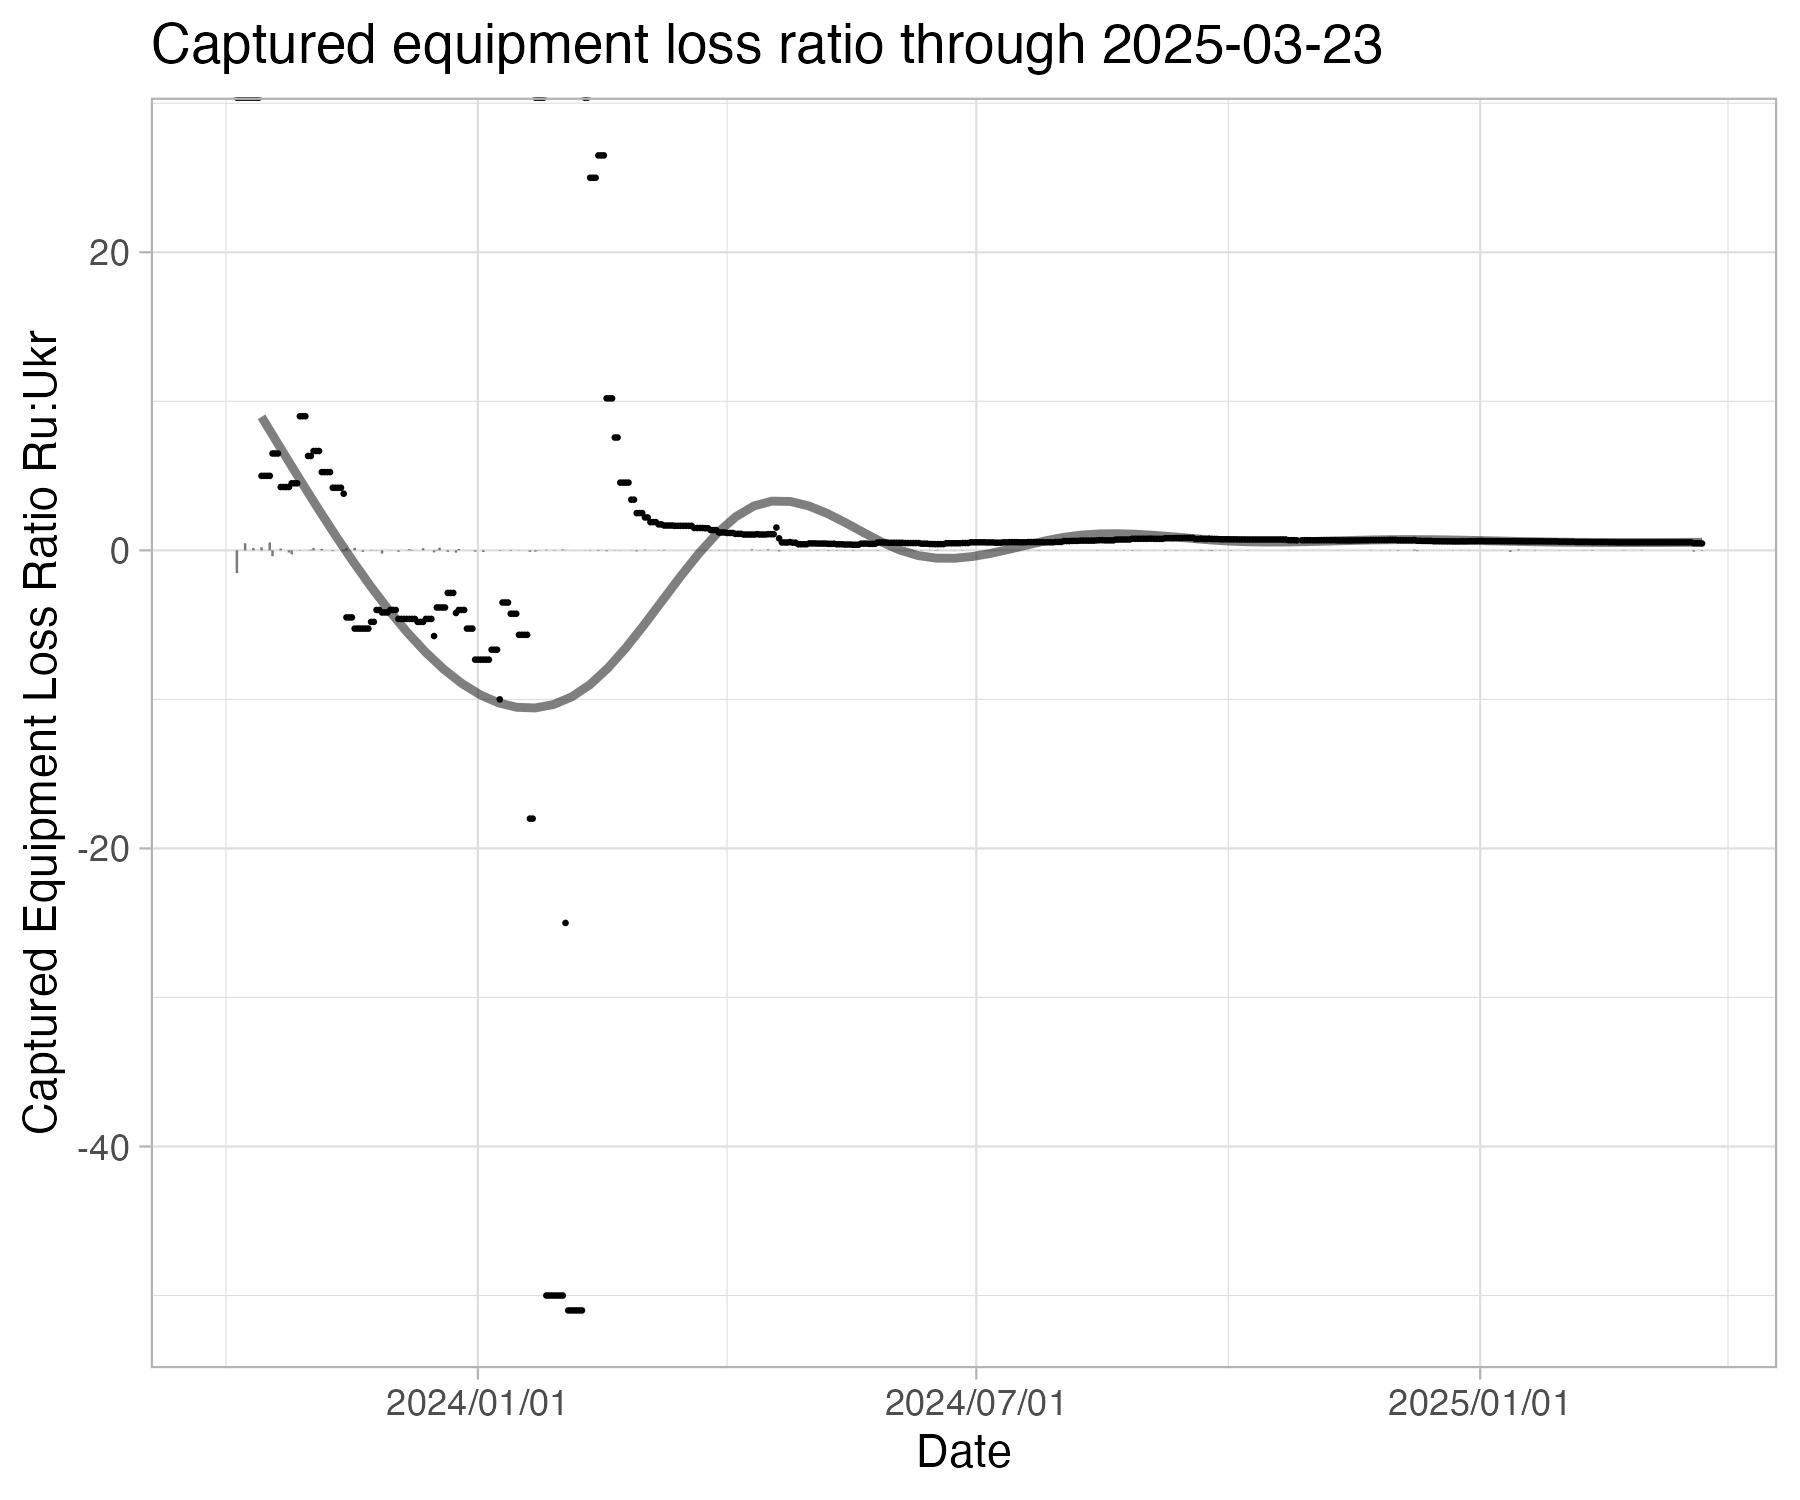 Captured equipment loss ratio through 2025-03-23
Captured Equipment Loss Ratio Ru:Ukr
20
0
-20
-40
2024/01/01
2024/07/01
2025/01/01
Date